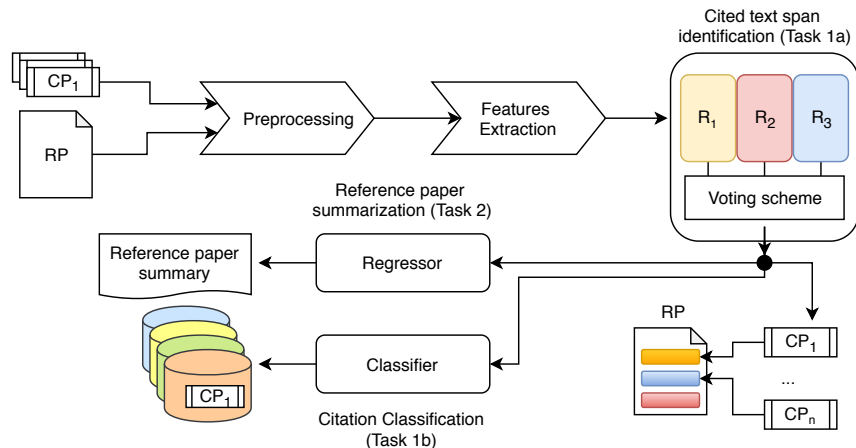 Cited text span
identification (Task 1a)
CP1
RP
Preprocessing
Features
Extraction
R1
R2
R3
Voting scheme
Reference paper
summarization (Task 2)
Reference paper
summary
Regressor
RP
CP1
...
CPn
Classifier
CP1
Citation Classification
(Task 1b)